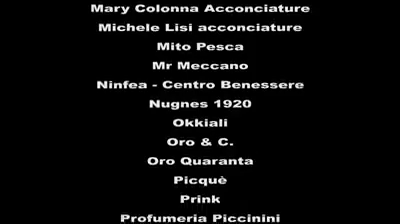 Mary Colonna Acconciature
Michele Lisi acconciature
Mito Pesca
Mr Meccano
Ninfea - Centro Benessere
Nugnes 1920
Okkiali
Oro & C.
Oro Quaranta
Picquè
Prink
Profumeria Piccinini